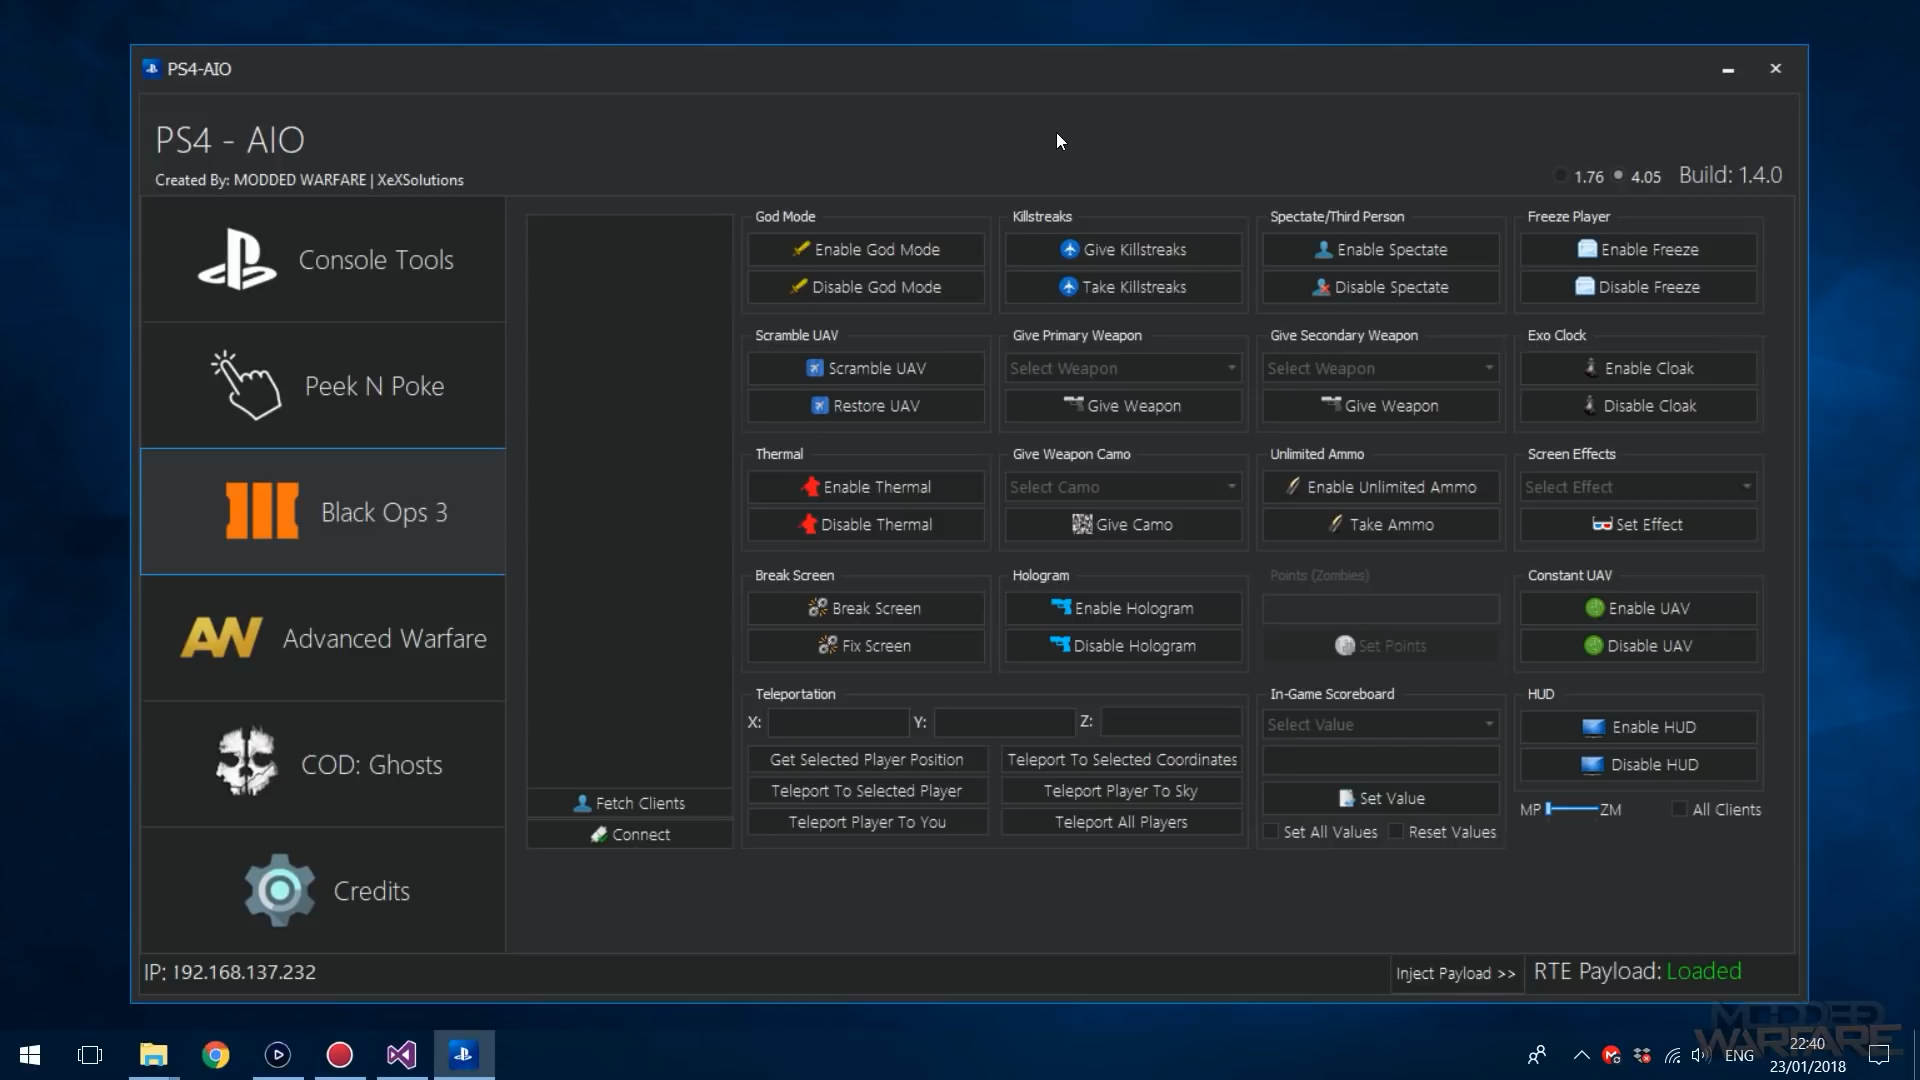 PS4-AIO
PS4 - AIO
Created By: MODDED WARFARE | XeXSolutions
1.76
4.05
Build: 1.4.0
Console Tools
Peek N Poke
Black Ops 3
AW
Advanced Warfare
COD: Ghosts
Credits
Fetch Clients
Connect
God Mode
Enable God Mode
Disable God Mode
Killstreaks
Give Killstreaks
Take Killstreaks
Spectate/Third Person
Enable Spectate
Disable Spectate
Freeze Player
Enable Freeze
Disable Freeze
Scramble UAV
Scramble UAV
Restore UAV
Give Primary Weapon
Select Weapon
Give Weapon
Give Secondary Weapon
Select Weapon
Give Weapon
Exo Clock
Enable Cloak
Disable Cloak
Thermal
Enable Thermal
Disable Thermal
Give Weapon Camo
Select Camo
Give Camo
Unlimited Ammo
Enable Unlimited Ammo
Take Ammo
Screen Effects
Select Effect
Set Effect
Break Screen
Break Screen
Fix Screen
Hologram
Enable Hologram
Disable Hologram
Points (Zombies)
Set Points
Constant UAV
Enable UAV
Disable UAV
Teleportation
X:
Y:
Z:
Get Selected Player Position
Teleport To Selected Coordinates
Teleport To Selected Player
Teleport Player To Sky
Teleport Player To You
Teleport All Players
In-Game Scoreboard
Select Value
Set Value
Set All Values
Reset Values
HUD
Enable HUD
Disable HUD
MP
ZM
All Clients
IP: 192.168.137.232
Inject Payload >>
RTE Payload: Loaded
MODDED
WARFARE
ENG
22:40
23/01/2018